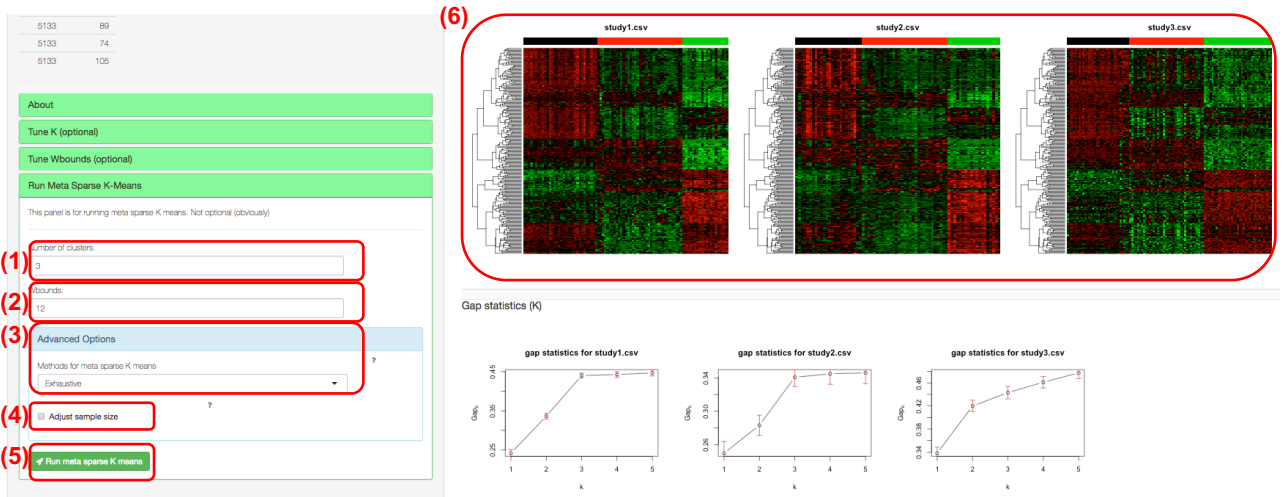 5133 89
5133 74
5133 105
About
Tune K (optional)
Tune Wbounds (optional)
Run Meta Sparse K-Means
This panel is for running meta sparse K means. Not optional (obviously)
Number of clusters:
(1)
3
Wbounds:
(2)
12
(3)
Advanced Options
?
Methods for meta sparse K means
Exhaustive
?
(4)
Adjust sample size
(5)
Run meta sparse K means
(6)
study1.csv
study2.csv
study3.csv
Gap statistics (K)
gap statistics for study1.csv
Gapk
0.45
0.35
0.25
1 2 3 4 5
k
gap statistics for study2.csv
Gapk
0.34
0.30
0.26
1 2 3 4 5
k
gap statistics for study3.csv
Gapk
0.46
0.42
0.38
0.34
1 2 3 4 5
k